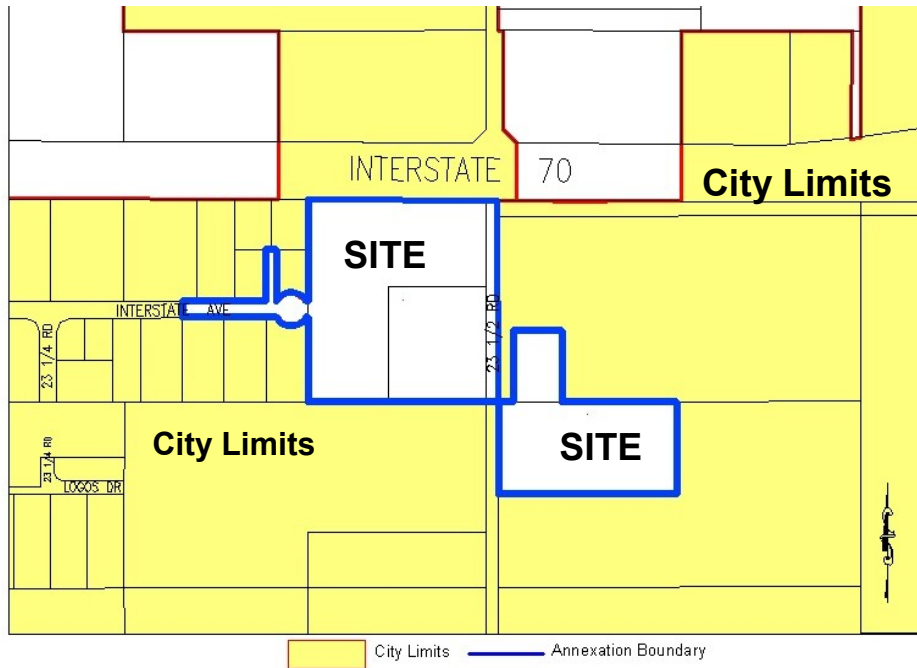 INTERSTATE 70
City Limits
SITE
INTERSTATE AVE
23 1/2 RD
23 1/4 RD
City Limits
SITE
23 1/4 RD
LOGOS DR
City Limits
Annexation Boundary